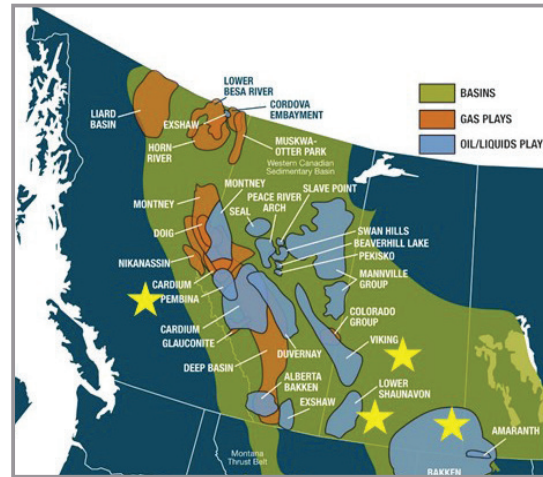 LOWER
BESA RIVER
CORDOVA
EMBAYMENT
LIARD
BASIN
EXSHAW
HORN
RIVER
MUSKWA-
OTTER PARK
Western Canadian
Sedimentary Basin
BASINS
GAS PLAYS
OIL/LIQUIDS PLAY
MONTNEY
MONTNEY
PEACE RIVER
ARCH
SLAVE POINT
SEAL
DOIG
SWAN HILLS
BEAVERHILL LAKE
PEKISKO
NIKANASSIN
MANNVILLE
GROUP
CARDIUM
PEMBINA
CARDIUM
GLAUCONITE
COLORADO
GROUP
VIKING
DUVERNAY
DEEP BASIN
ALBERTA
BAKKEN
LOWER
SHAUNAVON
EXSHAW
AMARANTH
Montana
Thrust Belt
BAKKEN